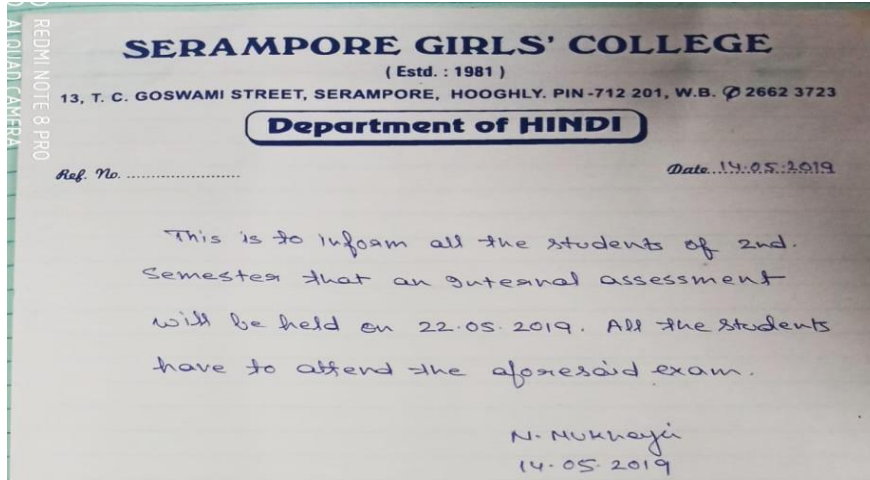 SERAMPORE GIRLS' COLLEGE
( Estd. : 1981 )
13, T. C. GOSWAMI STREET, SERAMPORE, HOOGHLY. PIN-712 201, W.B. ✆ 2662 3723
Department of HINDI
Ref. No. ........................
Date..14.05.2019
This is to inform all the students of 2nd.
Semester that an Internal assessment
will be held on 22.05.2019. All the students
have to attend the aforesaid exam.
N. Mukherji
14.05.2019
REDMI NOTE 8 PRO
AI QUAD CAMERA